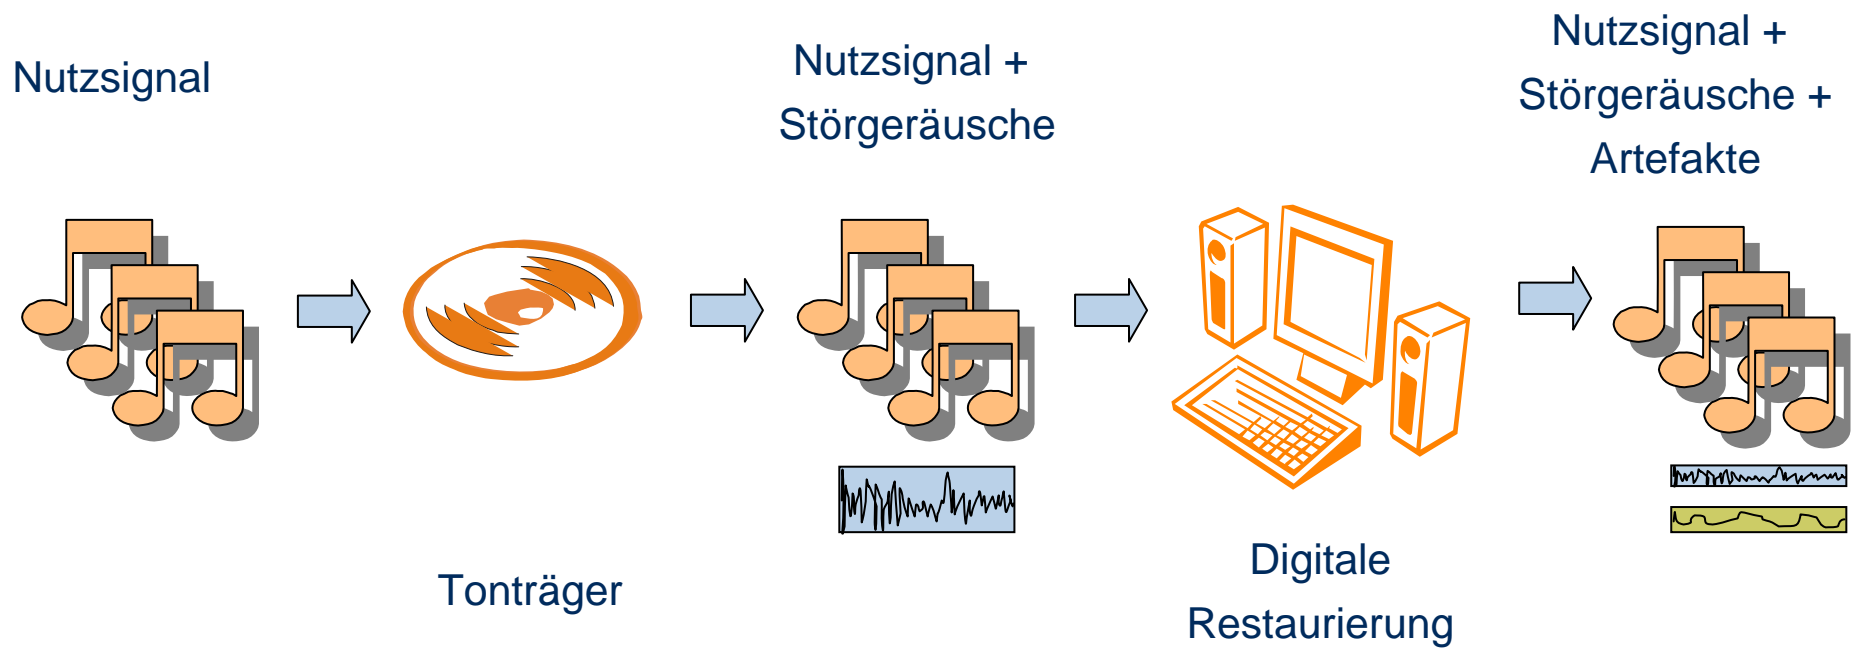 Nutzsignal
Tonträger
Nutzsignal +
Störgeräusche
Digitale
Restaurierung
Nutzsignal +
Störgeräusche +
Artefakte